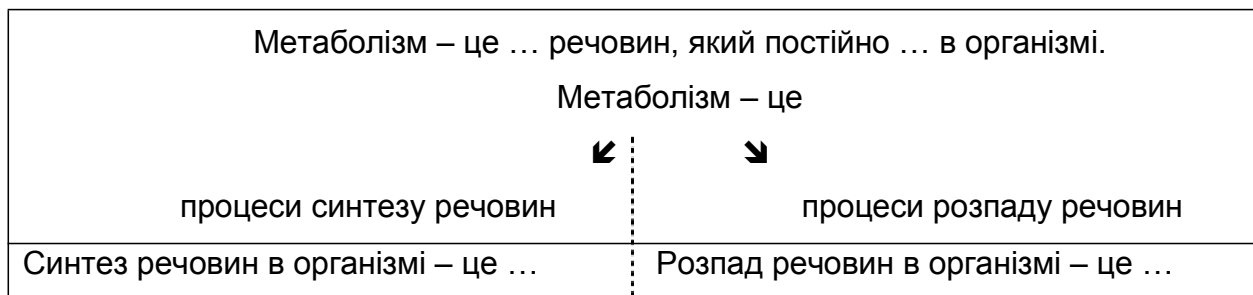 Метаболізм – це … речовин, який постійно … в організмі.
Метаболізм – це
🡿 🡾
процеси синтезу речовин процеси розпаду речовин
Синтез речовин в організмі – це … Розпад речовин в організмі – це …